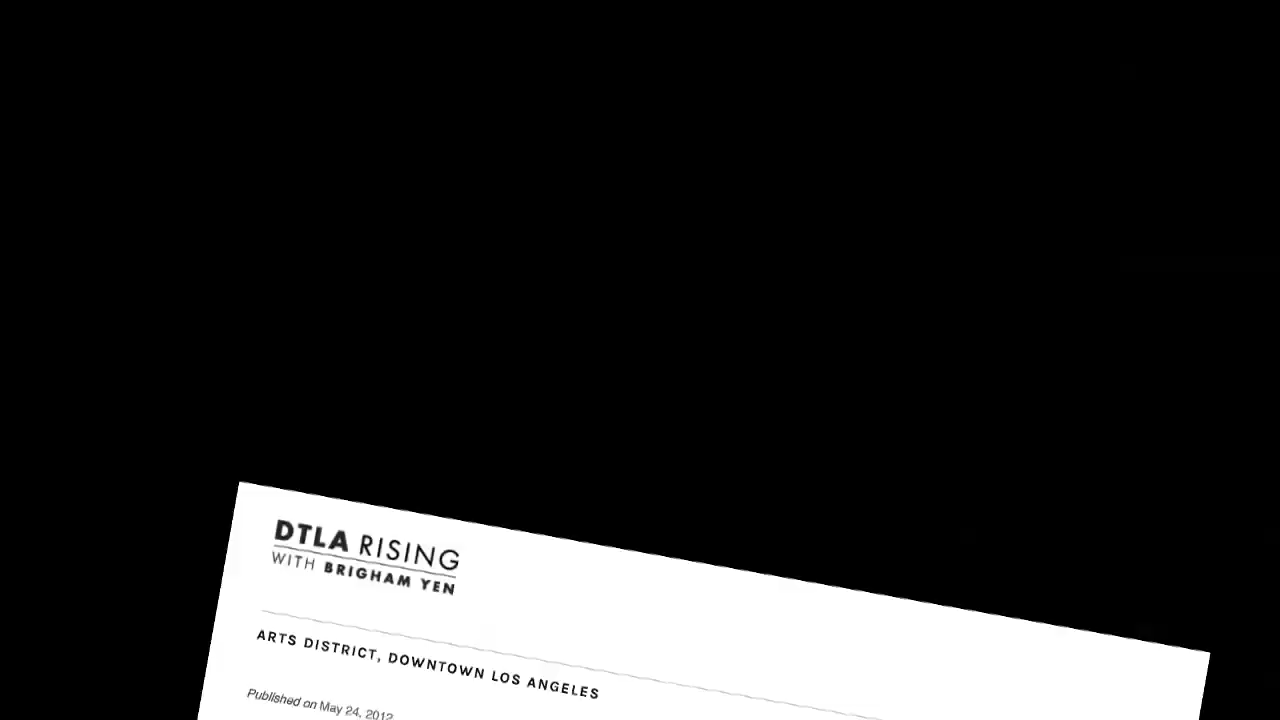 DTLA RISING
WITH BRIGHAM YEN
ARTS DISTRICT, DOWNTOWN LOS ANGELES
Published on May 24, 2012